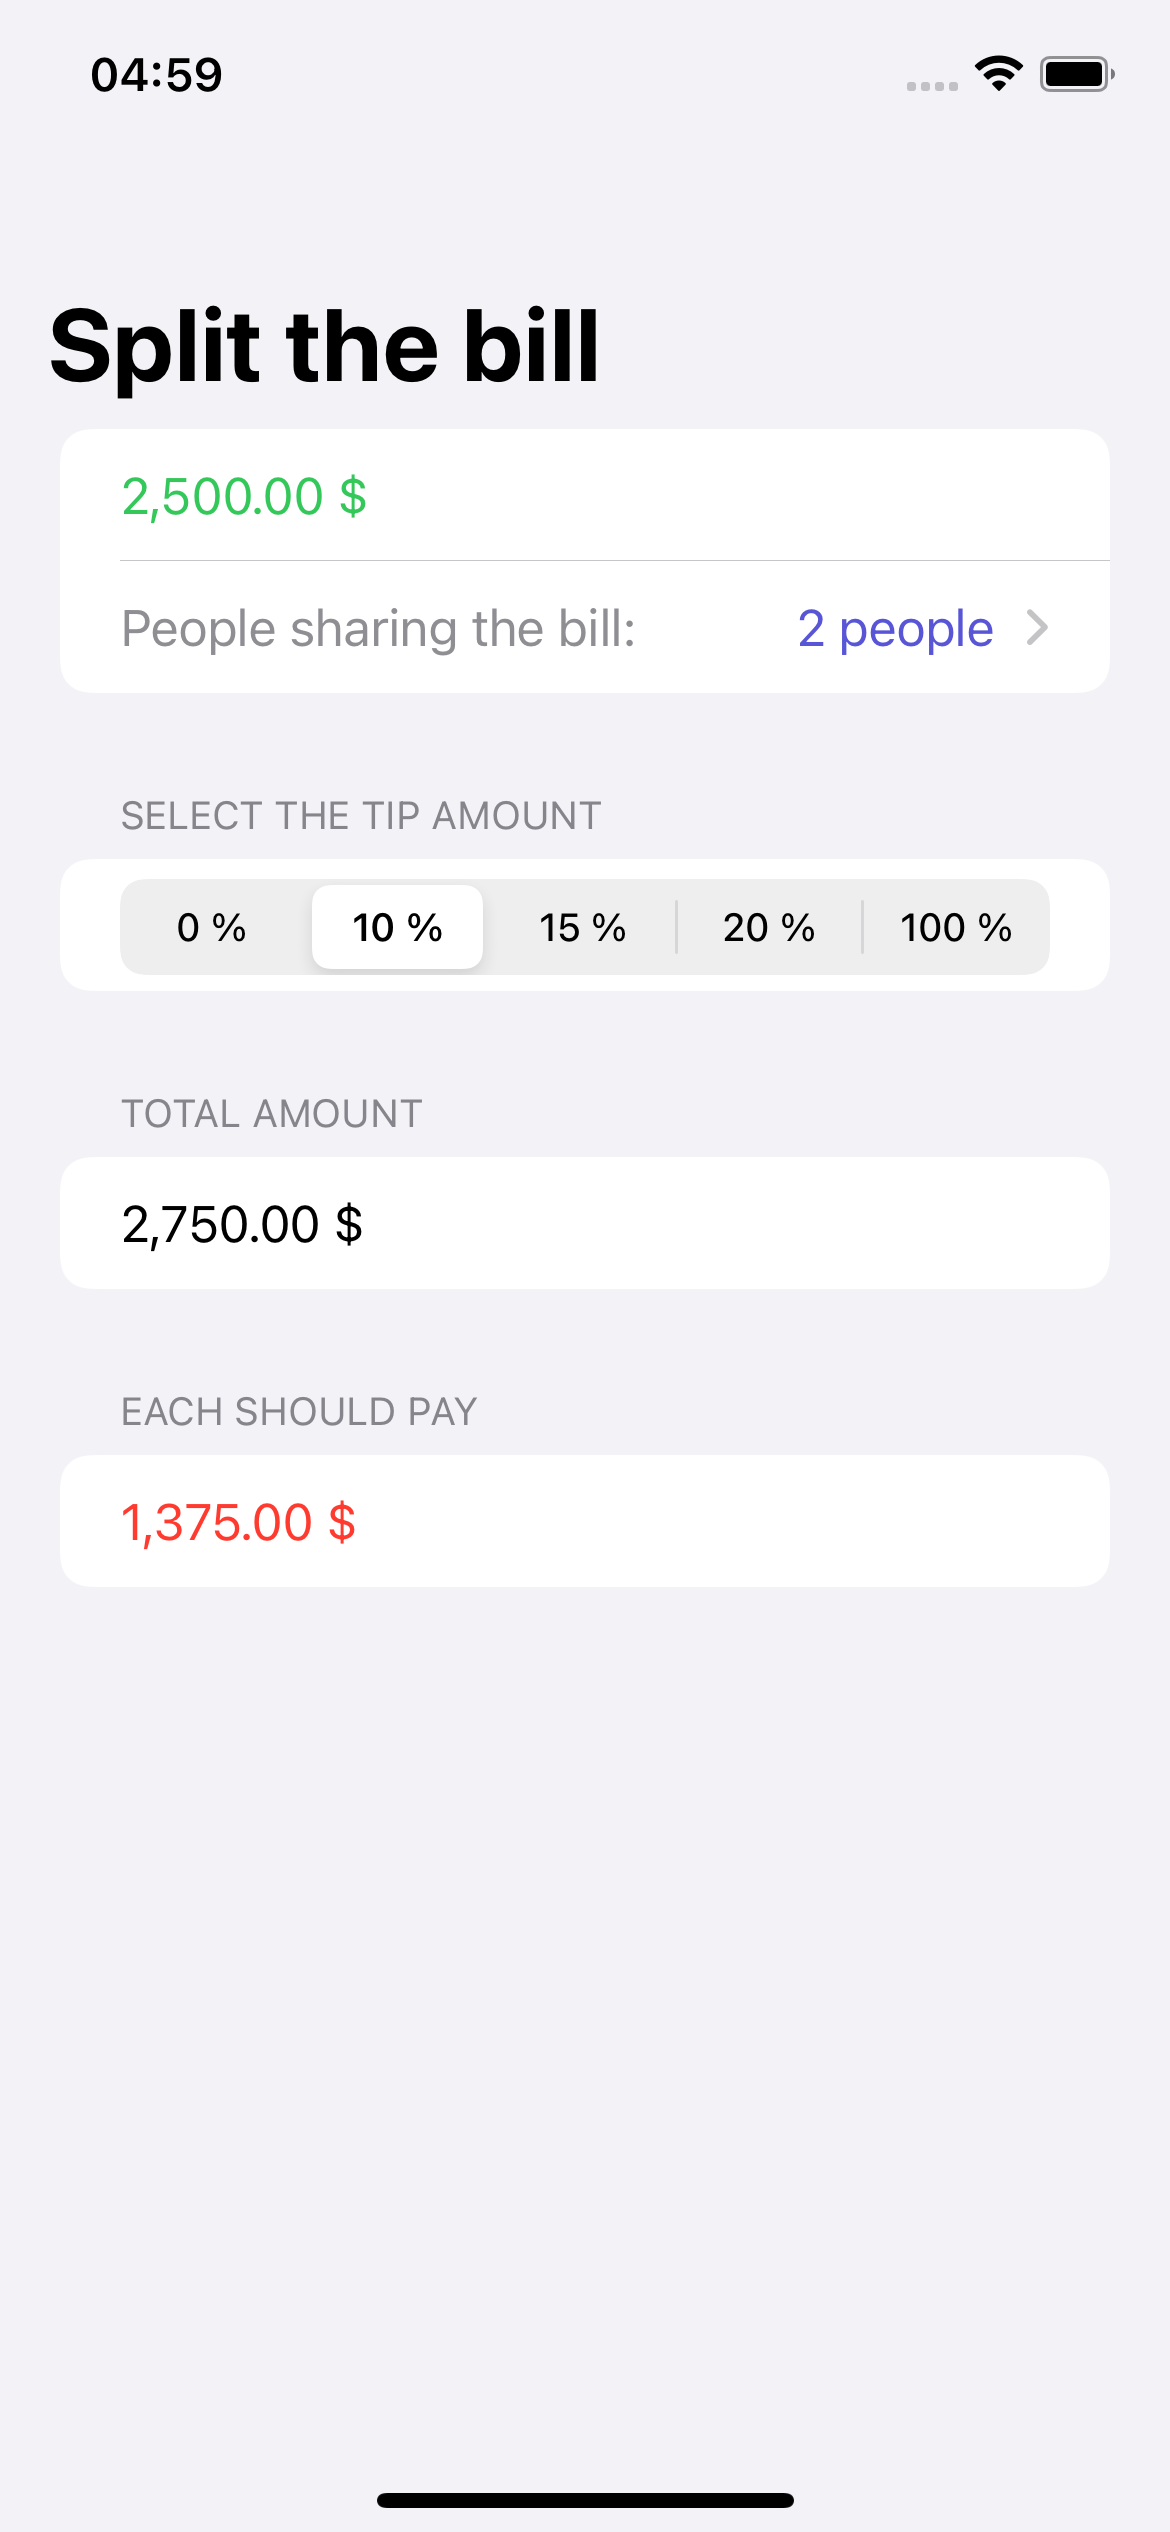 04:59
Split the bill
2,500.00 $
People sharing the bill: 2 people
SELECT THE TIP AMOUNT
0 % 10 % 15 % 20 % 100 %
TOTAL AMOUNT
2,750.00 $
EACH SHOULD PAY
1,375.00 $